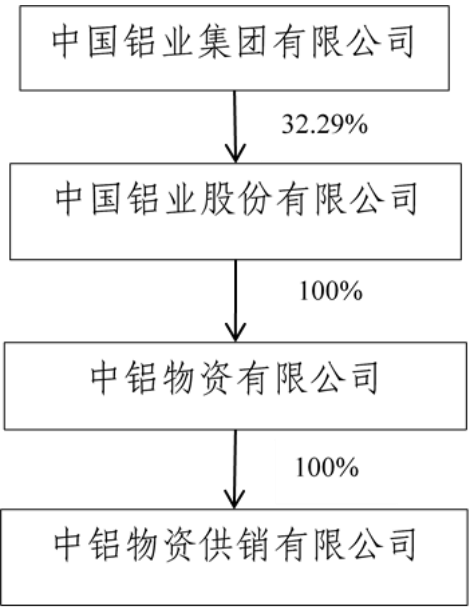 中国铝业集团有限公司
32.29%
中国铝业股份有限公司
100%
中铝物资有限公司
100%
中铝物资供销有限公司